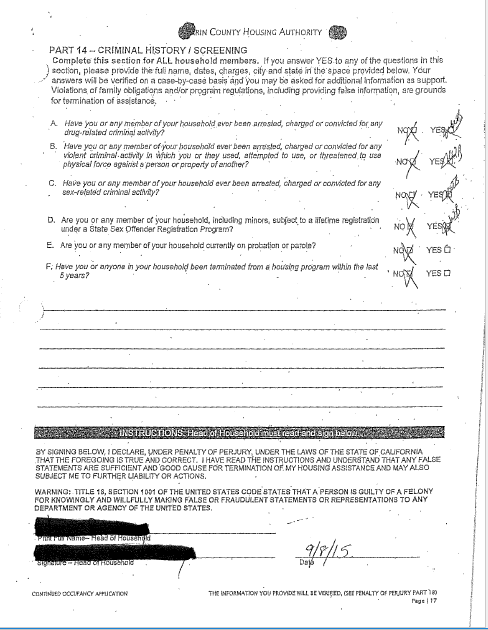 RIN COUNTY HOUSING AUTHORITY
PART 14 – CRIMINAL HISTORY / SCREENING
Complete this section for ALL household members. If you answer YES to any of the questions in this
section, please provide the full name, dates, charges, city and state in the space provided below. Your
answers will be verified on a case-by-case basis and you may be asked for additional information as support.
Violations of family obligations and/or program regulations, including providing false information, are grounds
for termination of assistance.
A. Have you or any member of your household ever been arrested, charged or convicted for any
drug-related criminal activity? NO YES
B. Have you or any member of your household ever been arrested, charged or convicted for any
violent criminal-activity in which you or they used, attempted to use, or threatened to use
physical force against a person or property of another? NO YES
C. Have you or any member of your household ever been arrested, charged or convicted for any
sex-related criminal activity? NO YES
D. Are you or any member of your household, including minors, subject to a lifetime registration
under a State Sex Offender Registration Program? NO YES
E. Are you or any member of your household currently on probation or parole? NO YES
F. Have you or anyone in your household been terminated from a housing program within the last
5 years? NO YES
INSTRUCTIONS: Head of Household must read and sign below.
BY SIGNING BELOW, I DECLARE, UNDER PENALTY OF PERJURY, UNDER THE LAWS OF THE STATE OF CALIFORNIA
THAT THE FOREGOING IS TRUE AND CORRECT. I HAVE READ THE INSTRUCTIONS AND UNDERSTAND THAT ANY FALSE
STATEMENTS ARE SUFFICIENT AND GOOD CAUSE FOR TERMINATION OF MY HOUSING ASSISTANCE AND MAY ALSO
SUBJECT ME TO FURTHER LIABILITY OR ACTIONS.
WARNING: TITLE 18, SECTION 1001 OF THE UNITED STATES CODE STATES THAT A PERSON IS GUILTY OF A FELONY
FOR KNOWINGLY AND WILLFULLY MAKING FALSE OR FRAUDULENT STATEMENTS OR REPRESENTATIONS TO ANY
DEPARTMENT OR AGENCY OF THE UNITED STATES.
Print Full Name– Head of Household
9/8/15
Signature – Head of Household Date
CONTINUED OCCUPANCY APPLICATION THE INFORMATION YOU PROVIDE WILL BE VERIFIED, (SEE PENALTY OF PERJURY PART 18)
Page | 17